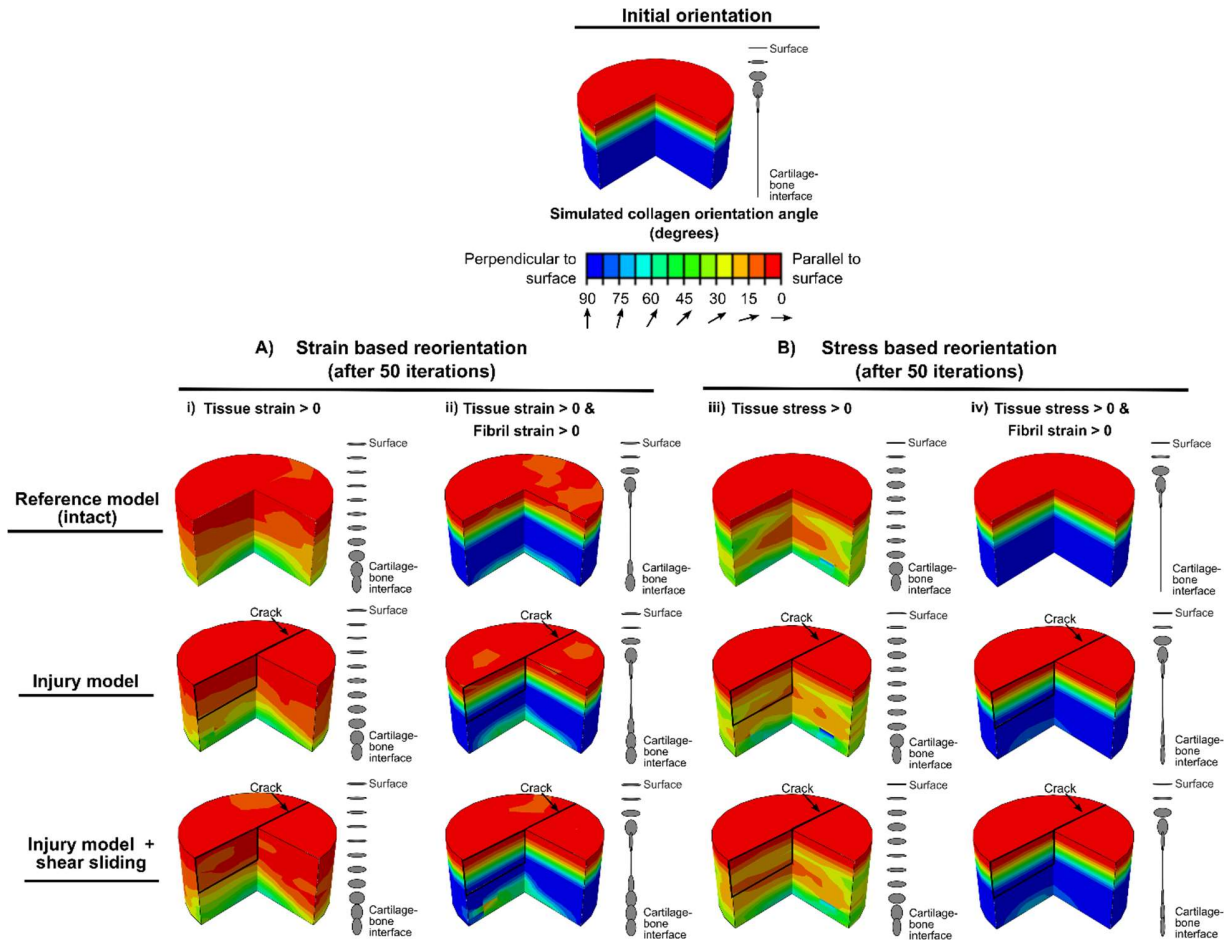 Initial orientation
Surface
Cartilage-
bone
interface
Simulated collagen orientation angle
(degrees)
Perpendicular to
surface
Parallel to
surface
90 75 60 45 30 15 0
A) Strain based reorientation
(after 50 iterations)
B) Stress based reorientation
(after 50 iterations)
i) Tissue strain > 0
ii) Tissue strain > 0 &
Fibril strain > 0
iii) Tissue stress > 0
iv) Tissue stress > 0 &
Fibril strain > 0
Reference model
(intact)
Surface
Cartilage-
bone
interface
Surface
Cartilage-
bone
interface
Surface
Cartilage-
bone
interface
Surface
Cartilage-
bone
interface
Injury model
Crack
Surface
Cartilage-
bone
interface
Crack
Surface
Cartilage-
bone
interface
Crack
Surface
Cartilage-
bone
interface
Crack
Surface
Cartilage-
bone
interface
Injury model +
shear sliding
Crack
Surface
Cartilage-
bone
interface
Crack
Surface
Cartilage-
bone
interface
Crack
Surface
Cartilage-
bone
interface
Crack
Surface
Cartilage-
bone
interface